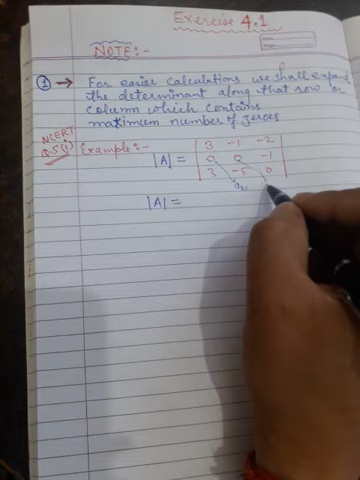 Exercise 4.1
NOTE:-
① → For easier calculations we shall expand
the determinant along that row or
column which contains
maximum number of zeroes
NCERT
Q.5(i)
Example:-
|A| = | 3 -1 -2 |
| 0 0 -1 |
| 3 -5 0 |
|A| =